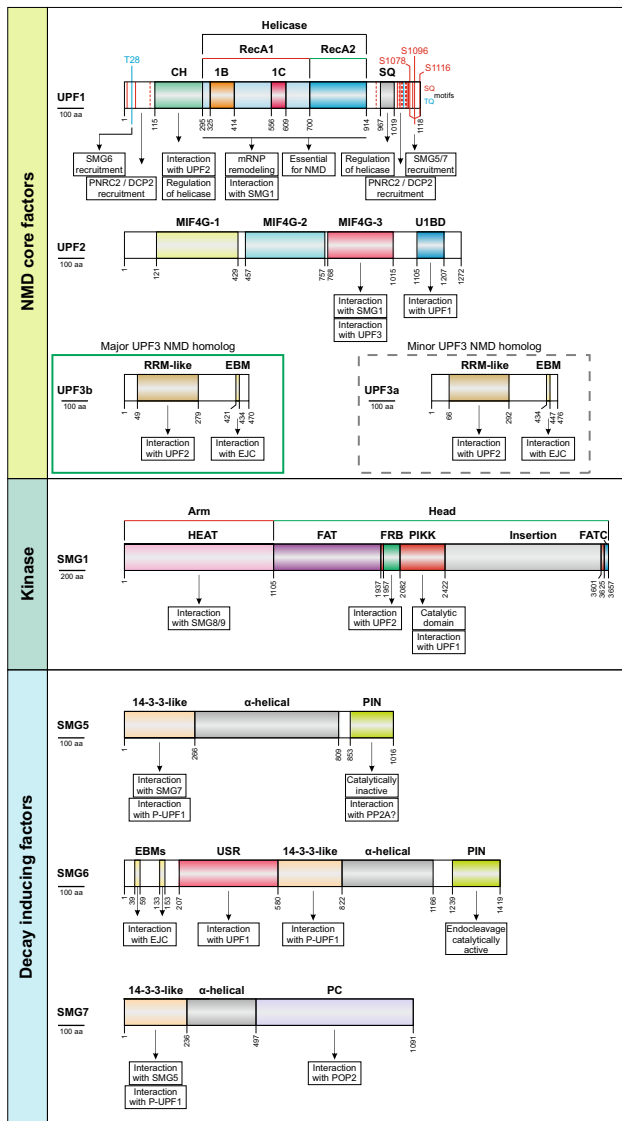 NMD core factors
Helicase
RecA1
RecA2
T28
S1096
S1078
S1116
CH
1B
1C
SQ
SQ
TQ
motifs
UPF1
100 aa
115
295
325
414
556
609
700
914
967
1019
1118
SMG6
recruitment
PNRC2 / DCP2
recruitment
Interaction
with UPF2
Regulation
of helicase
mRNP
remodeling
Interaction
with SMG1
Essential
for NMD
Regulation
of helicase
PNRC2 / DCP2
recruitment
SMG5/7
recruitment
MIF4G-1
MIF4G-2
MIF4G-3
U1BD
UPF2
100 aa
1
121
429
457
757
768
1015
1105
1207
1272
Interaction
with SMG1
Interaction
with UPF3
Interaction
with UPF1
Major UPF3 NMD homolog
RRM-like
EBM
UPF3b
100 aa
1
49
279
421
434
470
Interaction
with UPF2
Interaction
with EJC
Minor UPF3 NMD homolog
RRM-like
EBM
UPF3a
100 aa
1
66
292
434
447
476
Interaction
with UPF2
Interaction
with EJC
Kinase
Arm
Head
HEAT
FAT
FRB
PIKK
Insertion
FATC
SMG1
200 aa
1
1105
1937
1957
2082
2422
3601
3625
3657
Interaction
with SMG8/9
Interaction
with UPF2
Catalytic
domain
Interaction
with UPF1
Decay inducing factors
14-3-3-like
α-helical
PIN
SMG5
100 aa
1
266
809
853
1016
Interaction
with SMG7
Interaction
with P-UPF1
Catalytically
inactive
Interaction
with PP2A?
EBMs
USR
14-3-3-like
α-helical
PIN
SMG6
100 aa
1
39
59
133
153
207
580
822
1166
1239
1419
Interaction
with EJC
Interaction
with UPF1
Interaction
with P-UPF1
Endocleavage
catalytically
active
14-3-3-like
α-helical
PC
SMG7
100 aa
1
236
497
1091
Interaction
with SMG5
Interaction
with P-UPF1
Interaction
with POP2